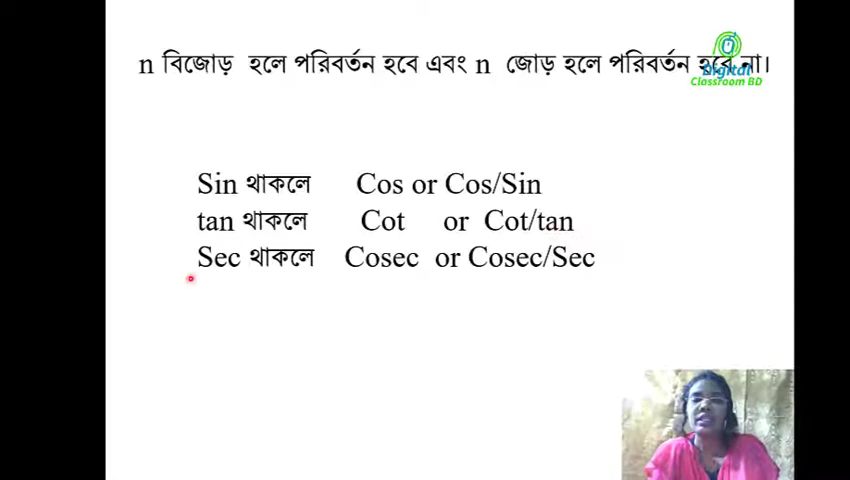 n বিজোড় হলে পরিবর্তন হবে এবং n জোড় হলে পরিবর্তন হবে না।
Digital
Classroom BD
Sin থাকলে Cos or Cos/Sin
tan থাকলে Cot or Cot/tan
Sec থাকলে Cosec or Cosec/Sec